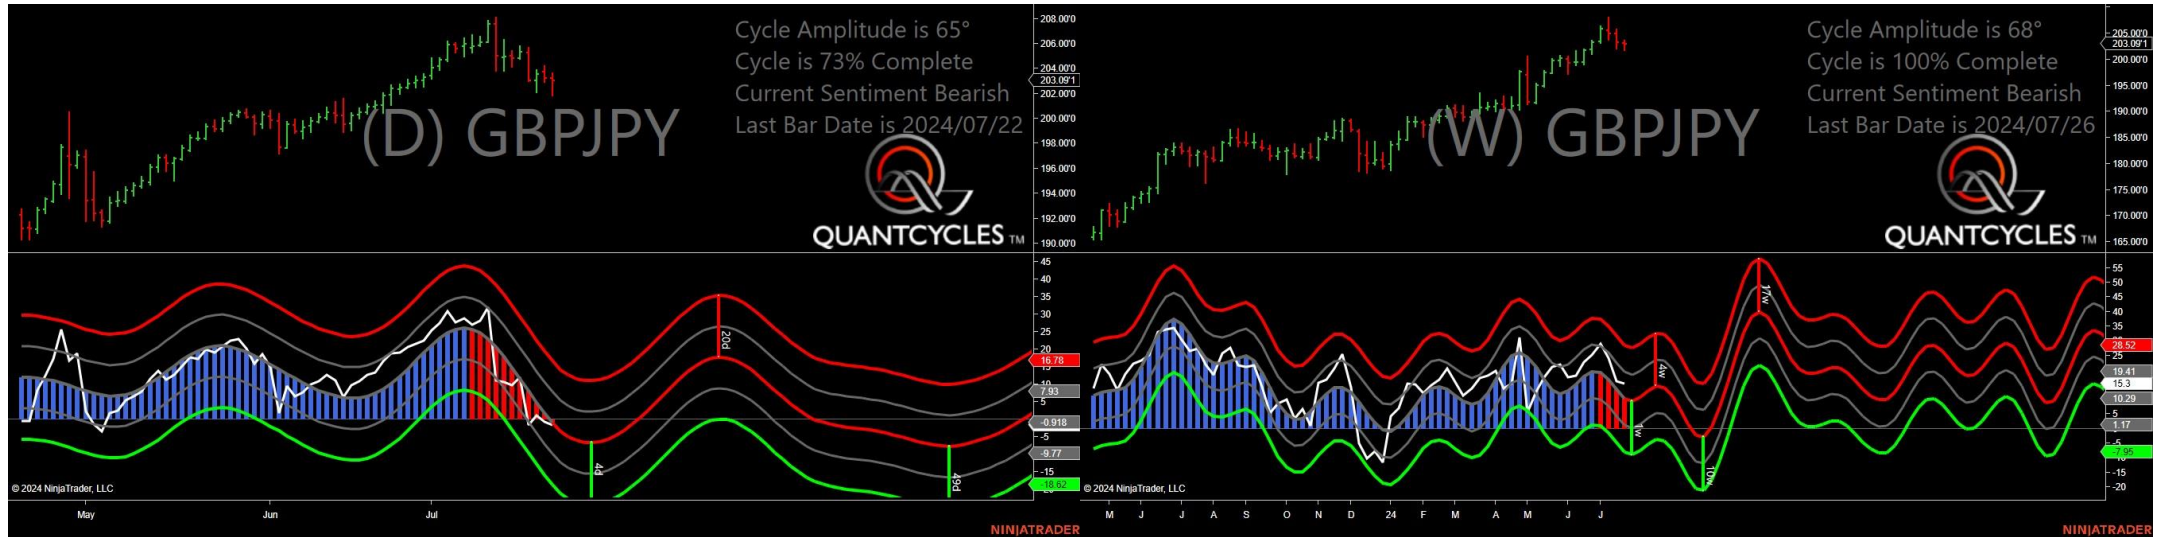 Cycle Amplitude is 65°
Cycle is 73% Complete
Current Sentiment Bearish
Last Bar Date is 2024/07/22
(D) GBPJPY
QUANTCYCLES TM
208.00'0
206.00'0
204.00'0
203.09'1
202.00'0
200.00'0
198.00'0
196.00'0
194.00'0
192.00'0
190.00'0
45
40
35
30
25
20
16.78
10
7.93
5
-0.918
-5
-9.77
-15
-18.62
20d
4d
49d
© 2024 NinjaTrader, LLC
May Jun Jul
NINJATRADER
Cycle Amplitude is 68°
Cycle is 100% Complete
Current Sentiment Bearish
Last Bar Date is 2024/07/26
(W) GBPJPY
QUANTCYCLES TM
205.00'0
203.09'1
200.00'0
195.00'0
190.00'0
185.00'0
180.00'0
175.00'0
170.00'0
165.00'0
55
50
45
40
35
28.52
25
19.41
15.3
10.29
5
1.17
-5
-7.95
-15
-20
17w
4w
1w
10w
© 2024 NinjaTrader, LLC
M J J A S O N D 24 F M A M J J
NINJATRADER